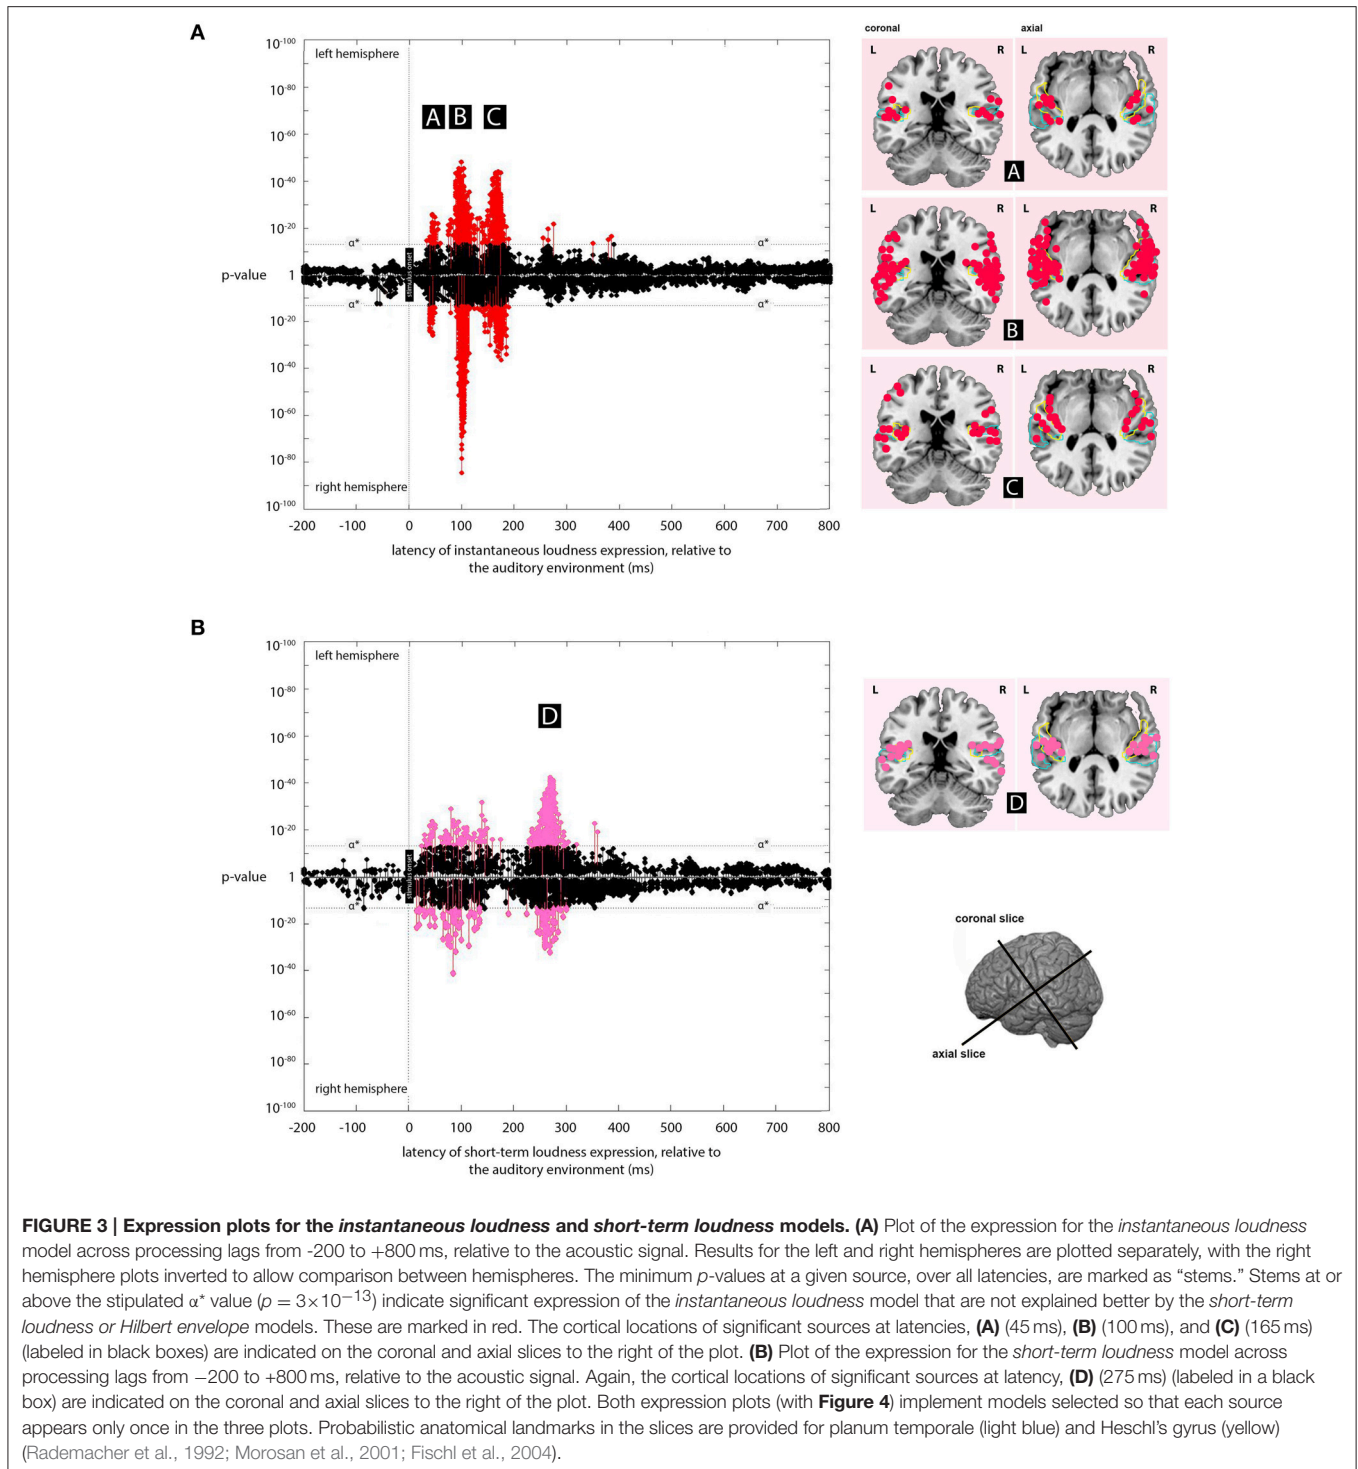 A
coronal
axial
10-100
left hemisphere
L
R
L
R
10-80
A
B
C
10-60
A
10-40
L
R
L
R
10-20
α*
α*
p-value
1
stimulus onset
α*
α*
10-20
B
10-40
L
R
L
R
10-60
10-80
right hemisphere
C
10-100
-200
-100
0
100
200
300
400
500
600
700
800
latency of instantaneous loudness expression, relative to
the auditory environment (ms)
B
10-100
left hemisphere
10-80
L
R
L
R
D
10-60
10-40
D
10-20
α*
α*
p-value
1
stimulus onset
α*
α*
10-20
coronal slice
10-40
10-60
axial slice
10-80
right hemisphere
10-100
-200
-100
0
100
200
300
400
500
600
700
800
latency of short-term loudness expression, relative to
the auditory environment (ms)
FIGURE 3 | Expression plots for the instantaneous loudness and short-term loudness models. (A) Plot of the expression for the instantaneous loudness
model across processing lags from -200 to +800 ms, relative to the acoustic signal. Results for the left and right hemispheres are plotted separately, with the right
hemisphere plots inverted to allow comparison between hemispheres. The minimum p-values at a given source, over all latencies, are marked as “stems.” Stems at or
above the stipulated α* value (p = 3×10−13) indicate significant expression of the instantaneous loudness model that are not explained better by the short-term
loudness or Hilbert envelope models. These are marked in red. The cortical locations of significant sources at latencies, (A) (45 ms), (B) (100 ms), and (C) (165 ms)
(labeled in black boxes) are indicated on the coronal and axial slices to the right of the plot. (B) Plot of the expression for the short-term loudness model across
processing lags from −200 to +800 ms, relative to the acoustic signal. Again, the cortical locations of significant sources at latency, (D) (275 ms) (labeled in a black
box) are indicated on the coronal and axial slices to the right of the plot. Both expression plots (with Figure 4) implement models selected so that each source
appears only once in the three plots. Probabilistic anatomical landmarks in the slices are provided for planum temporale (light blue) and Heschl’s gyrus (yellow)
(Rademacher et al., 1992; Morosan et al., 2001; Fischl et al., 2004).